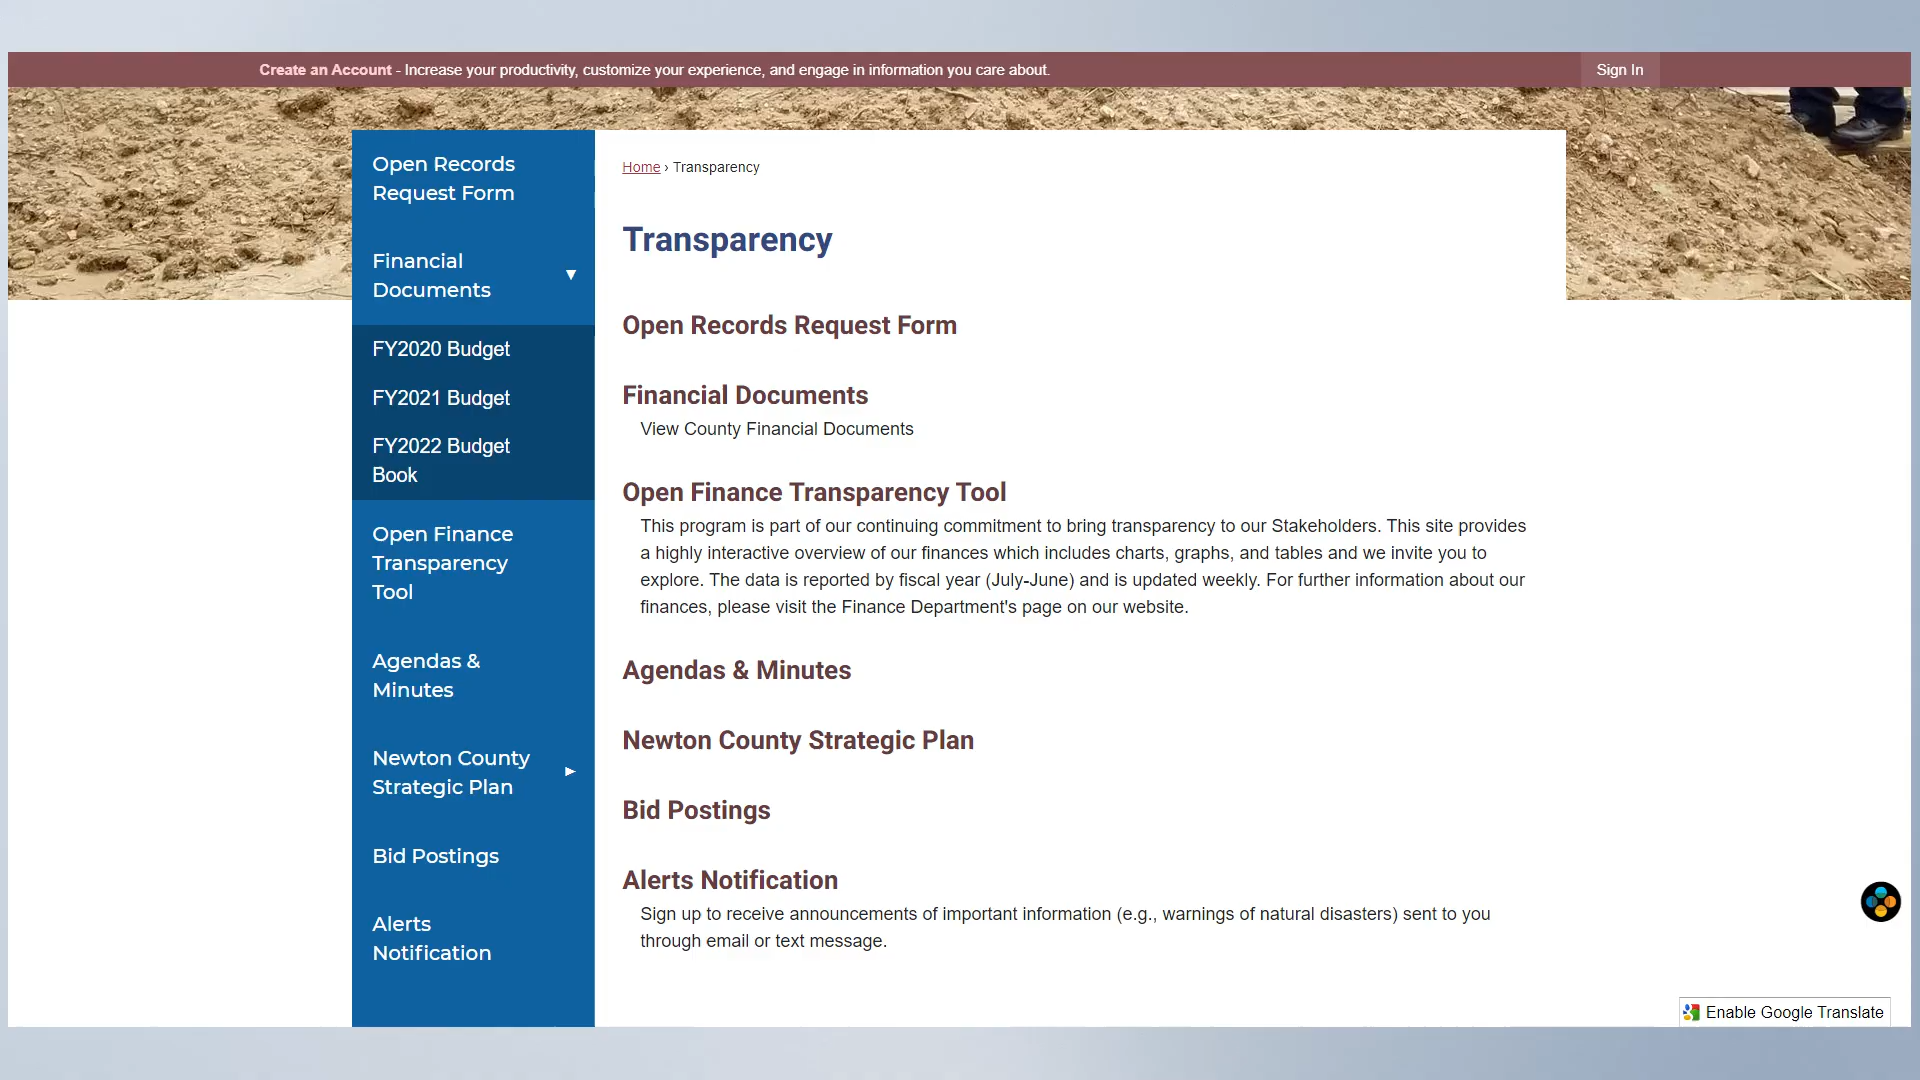 Create an Account - Increase your productivity, customize your experience, and engage in information you care about.
Sign In
Open Records
Request Form
Financial
Documents
▼
FY2020 Budget
FY2021 Budget
FY2022 Budget
Book
Open Finance
Transparency
Tool
Agendas &
Minutes
Newton County
Strategic Plan
►
Bid Postings
Alerts
Notification
Home › Transparency
Transparency
Open Records Request Form
Financial Documents
View County Financial Documents
Open Finance Transparency Tool
This program is part of our continuing commitment to bring transparency to our Stakeholders. This site provides
a highly interactive overview of our finances which includes charts, graphs, and tables and we invite you to
explore. The data is reported by fiscal year (July-June) and is updated weekly. For further information about our
finances, please visit the Finance Department's page on our website.
Agendas & Minutes
Newton County Strategic Plan
Bid Postings
Alerts Notification
Sign up to receive announcements of important information (e.g., warnings of natural disasters) sent to you
through email or text message.
Enable Google Translate